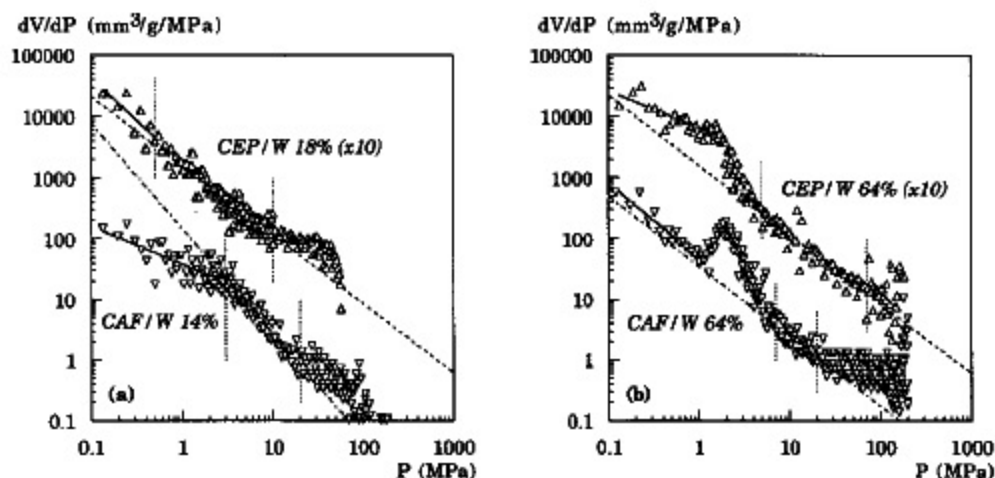 dV/dP (mm³/g/MPa)
100000
10000
1000
100
10
1
0.1
CEP/W 18% (x10)
CAF/W 14%
(a)
0.1 1 10 100 1000
P (MPa)
dV/dP (mm³/g/MPa)
100000
10000
1000
100
10
1
0.1
CEP/W 64% (x10)
CAF/W 64%
(b)
0.1 1 10 100 1000
P (MPa)